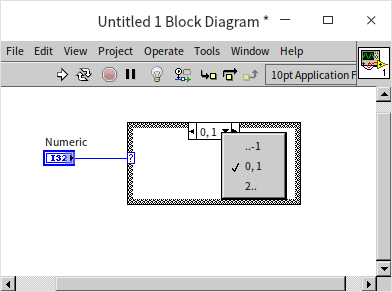 Untitled 1 Block Diagram *
File Edit View Project Operate Tools Window Help
10pt Application F
1
Numeric
I32
?
0, 1
..-1
0, 1
2..